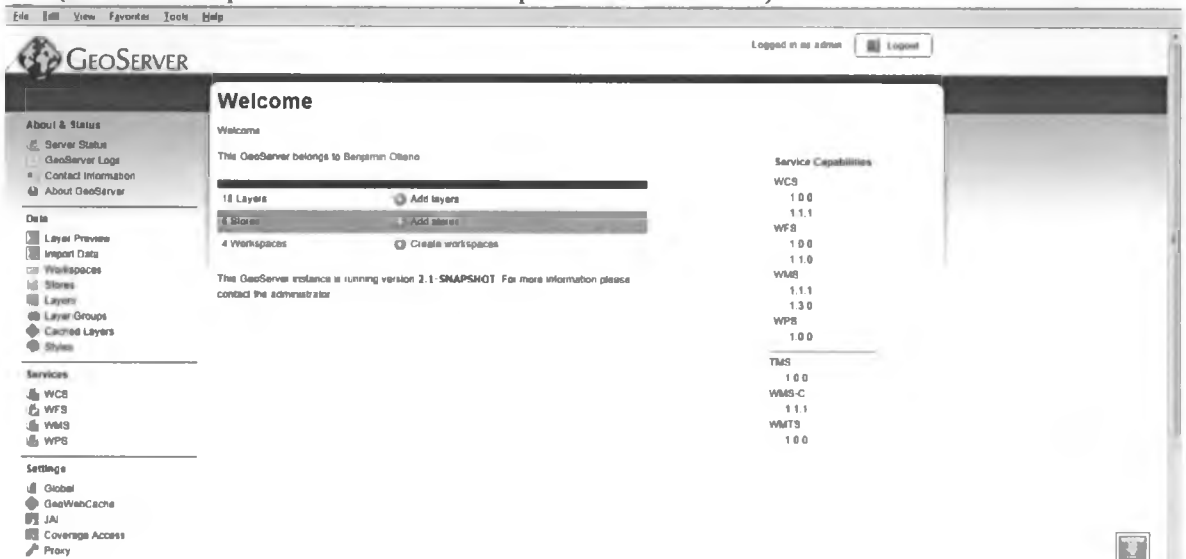 File Edit View Favorites Tools Help
GEOSERVER
Logged in as admin
Logout
Welcome
Welcome
This GeoServer belongs to Benjamin
18 Layers
Add layers
Stores
Add stores
4 Workspaces
Create workspaces
This GeoServer instance is running version 2.1-SNAPSHOT For more information please
contact the administrator
About & Status
Server Status
GeoServer Logs
Contact Information
About GeoServer
Data
Layer Preview
Import Data
Workspaces
Stores
Layers
Layer Groups
Cached Layers
Styles
Services
WCS
WFS
WMS
WPS
Settings
Global
GeoWebCache
JAI
Coverage Access
Proxy
Service Capabilities
WCS
1.0.0
1.1.1
WFS
1.0.0
1.1.0
WMS
1.1.1
1.3.0
WPS
1.0.0
TMS
1.0.0
WMS-C
1.1.1
WMTS
1.0.0